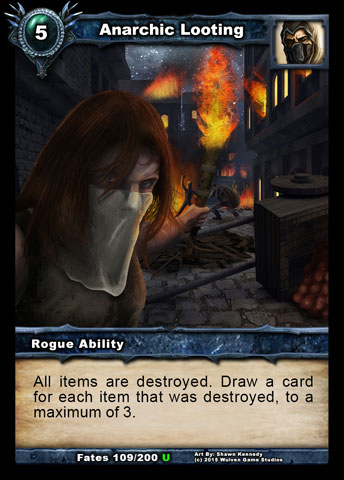 5
Anarchic Looting
Rogue Ability
All items are destroyed. Draw a card
for each item that was destroyed, to a
maximum of 3.
Fates 109/200 U
Art By: Shawn Kennedy
(c) 2015 Wulven Game Studios